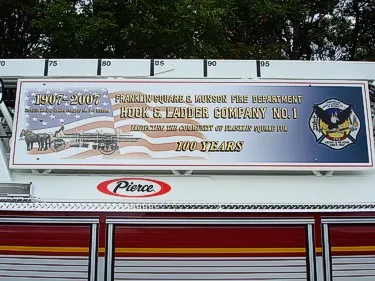 75 80 85 90 95
1907-2007
FRANKLIN SQUARE & MUNSON FIRE DEPARTMENT
HOOK & LADDER COMPANY NO. 1
PROTECTING THE COMMUNITY OF FRANKLIN SQUARE FOR
100 YEARS
Pierce